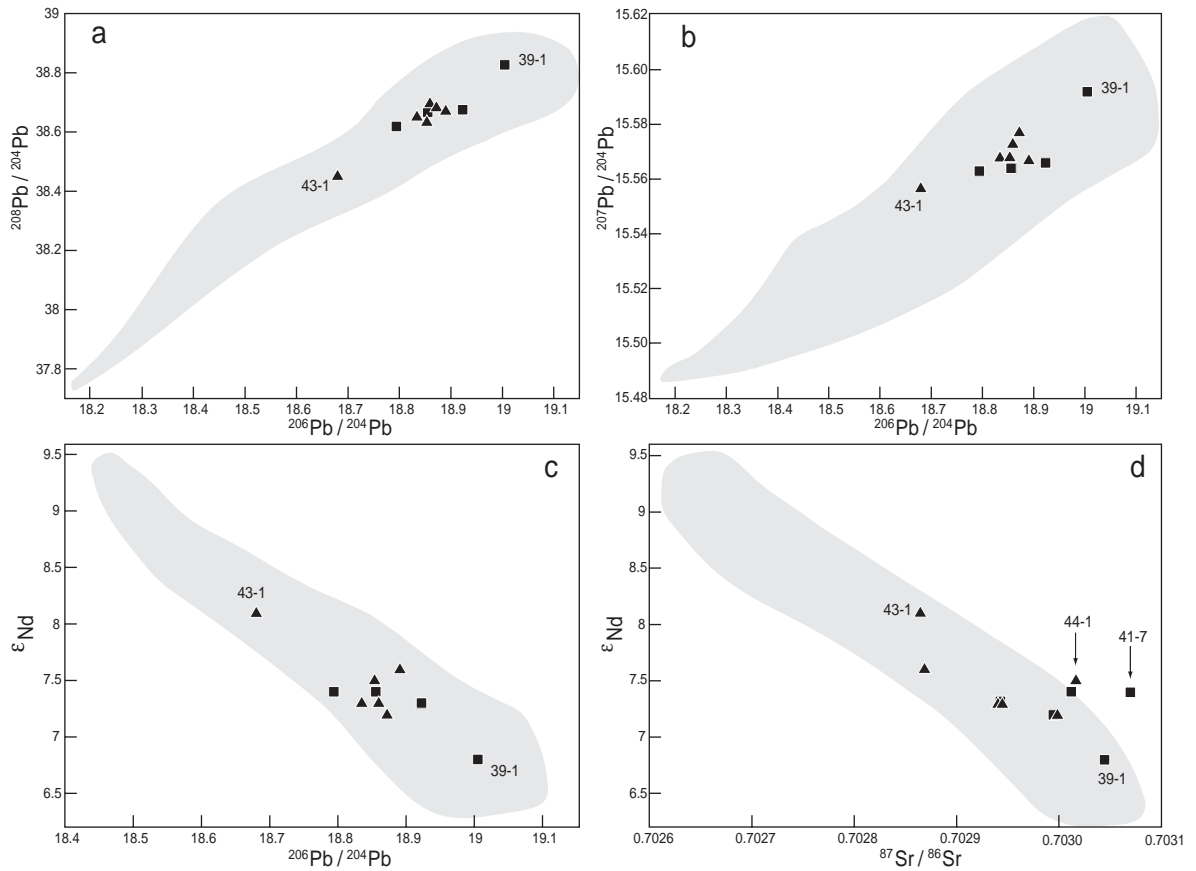 a
39
38.8
38.6
38.4
38.2
38
37.8
208Pb / 204Pb
39-1
43-1
18.2 18.3 18.4 18.5 18.6 18.7 18.8 18.9 19 19.1
206Pb / 204Pb
b
15.62
15.60
15.58
15.56
15.54
15.52
15.50
15.48
207Pb / 204Pb
39-1
43-1
18.2 18.3 18.4 18.5 18.6 18.7 18.8 18.9 19 19.1
206Pb / 204Pb
c
9.5
9
8.5
8
7.5
7
6.5
εNd
43-1
39-1
18.4 18.5 18.6 18.7 18.8 18.9 19 19.1
206Pb / 204Pb
d
9.5
9
8.5
8
7.5
7
6.5
εNd
43-1
44-1
41-7
39-1
0.7026 0.7027 0.7028 0.7029 0.7030 0.7031
87Sr / 86Sr